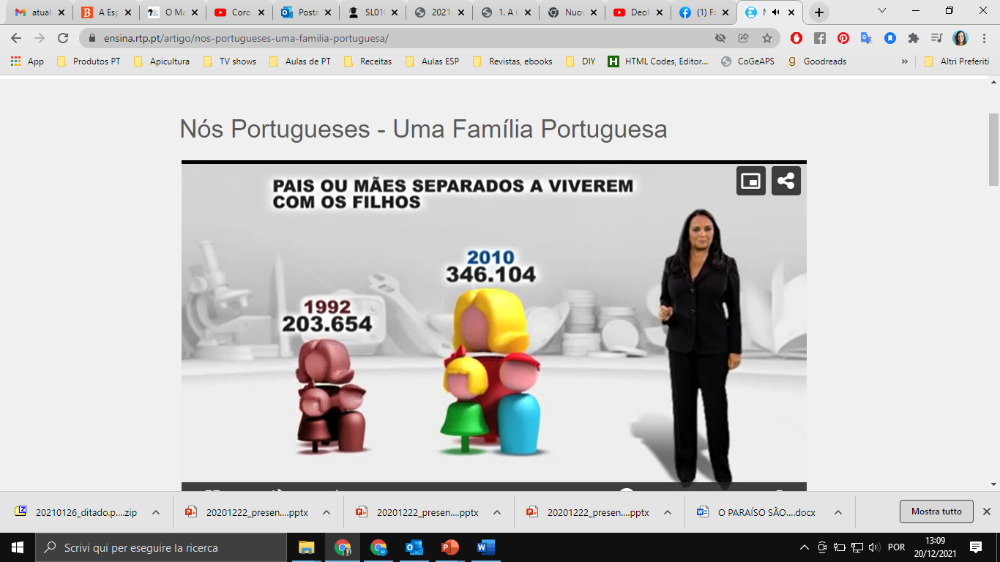 atual
A Esp
O Ma
Coro
Posta
SL01
2021
1. A C
Nuov
Deol
(1) Fa
N
ensina.rtp.pt/artigo/nos-portugueses-uma-familia-portuguesa/
App
Produtos PT
Apicultura
TV shows
Aulas de PT
Receitas
Aulas ESP
Revistas, ebooks
DIY
HTML Codes, Editor...
CoGeAPS
Goodreads
»
Altri Preferiti
Nós Portugueses - Uma Família Portuguesa
PAIS OU MÃES SEPARADOS A VIVEREM
COM OS FILHOS
2010
346.104
1992
203.654
20210126_ditado.p....zip
20201222_presen....pptx
20201222_presen....pptx
20201222_presen....pptx
O PARAÍSO SÃO....docx
Mostra tutto
Scrivi qui per eseguire la ricerca
POR
13:09
20/12/2021